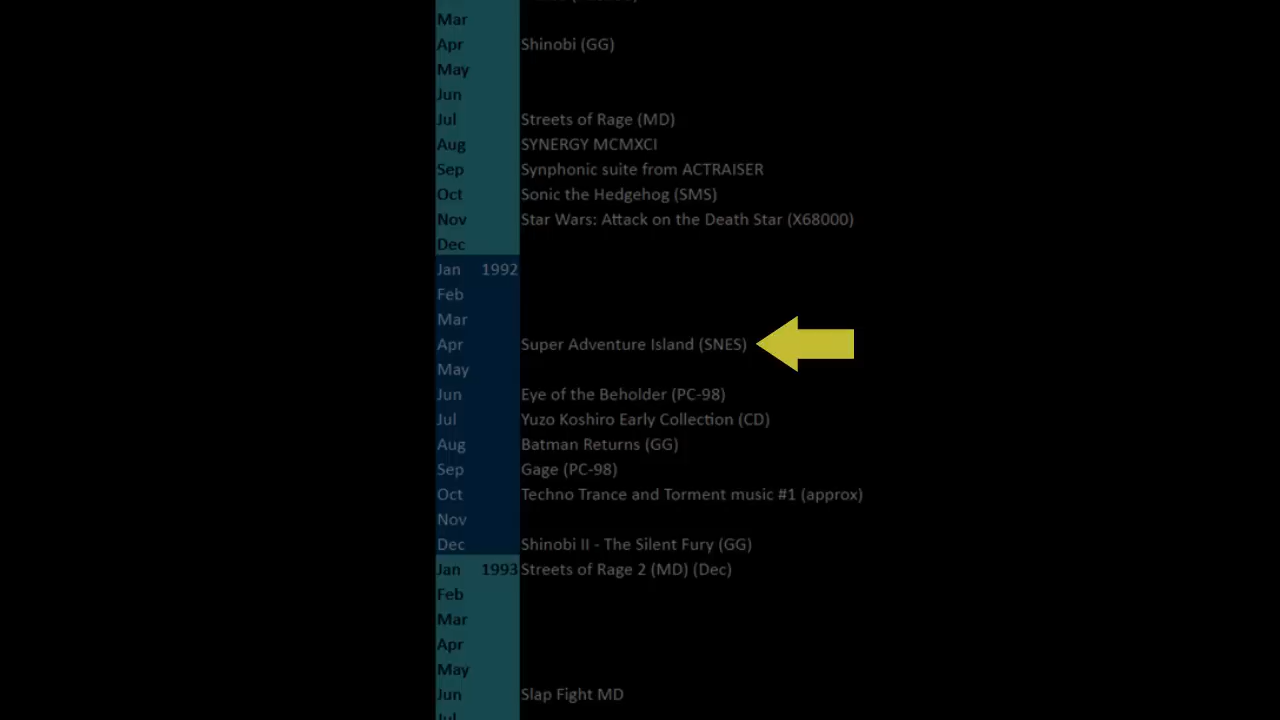 Mar
Apr Shinobi (GG)
May
Jun
Jul Streets of Rage (MD)
Aug SYNERGY MCMXCI
Sep Synphonic suite from ACTRAISER
Oct Sonic the Hedgehog (SMS)
Nov Star Wars: Attack on the Death Star (X68000)
Dec
Jan 1992
Feb
Mar
Apr Super Adventure Island (SNES)
May
Jun Eye of the Beholder (PC-98)
Jul Yuzo Koshiro Early Collection (CD)
Aug Batman Returns (GG)
Sep Gage (PC-98)
Oct Techno Trance and Torment music #1 (approx)
Nov
Dec Shinobi II - The Silent Fury (GG)
Jan 1993 Streets of Rage 2 (MD) (Dec)
Feb
Mar
Apr
May
Jun Slap Fight MD
Jul